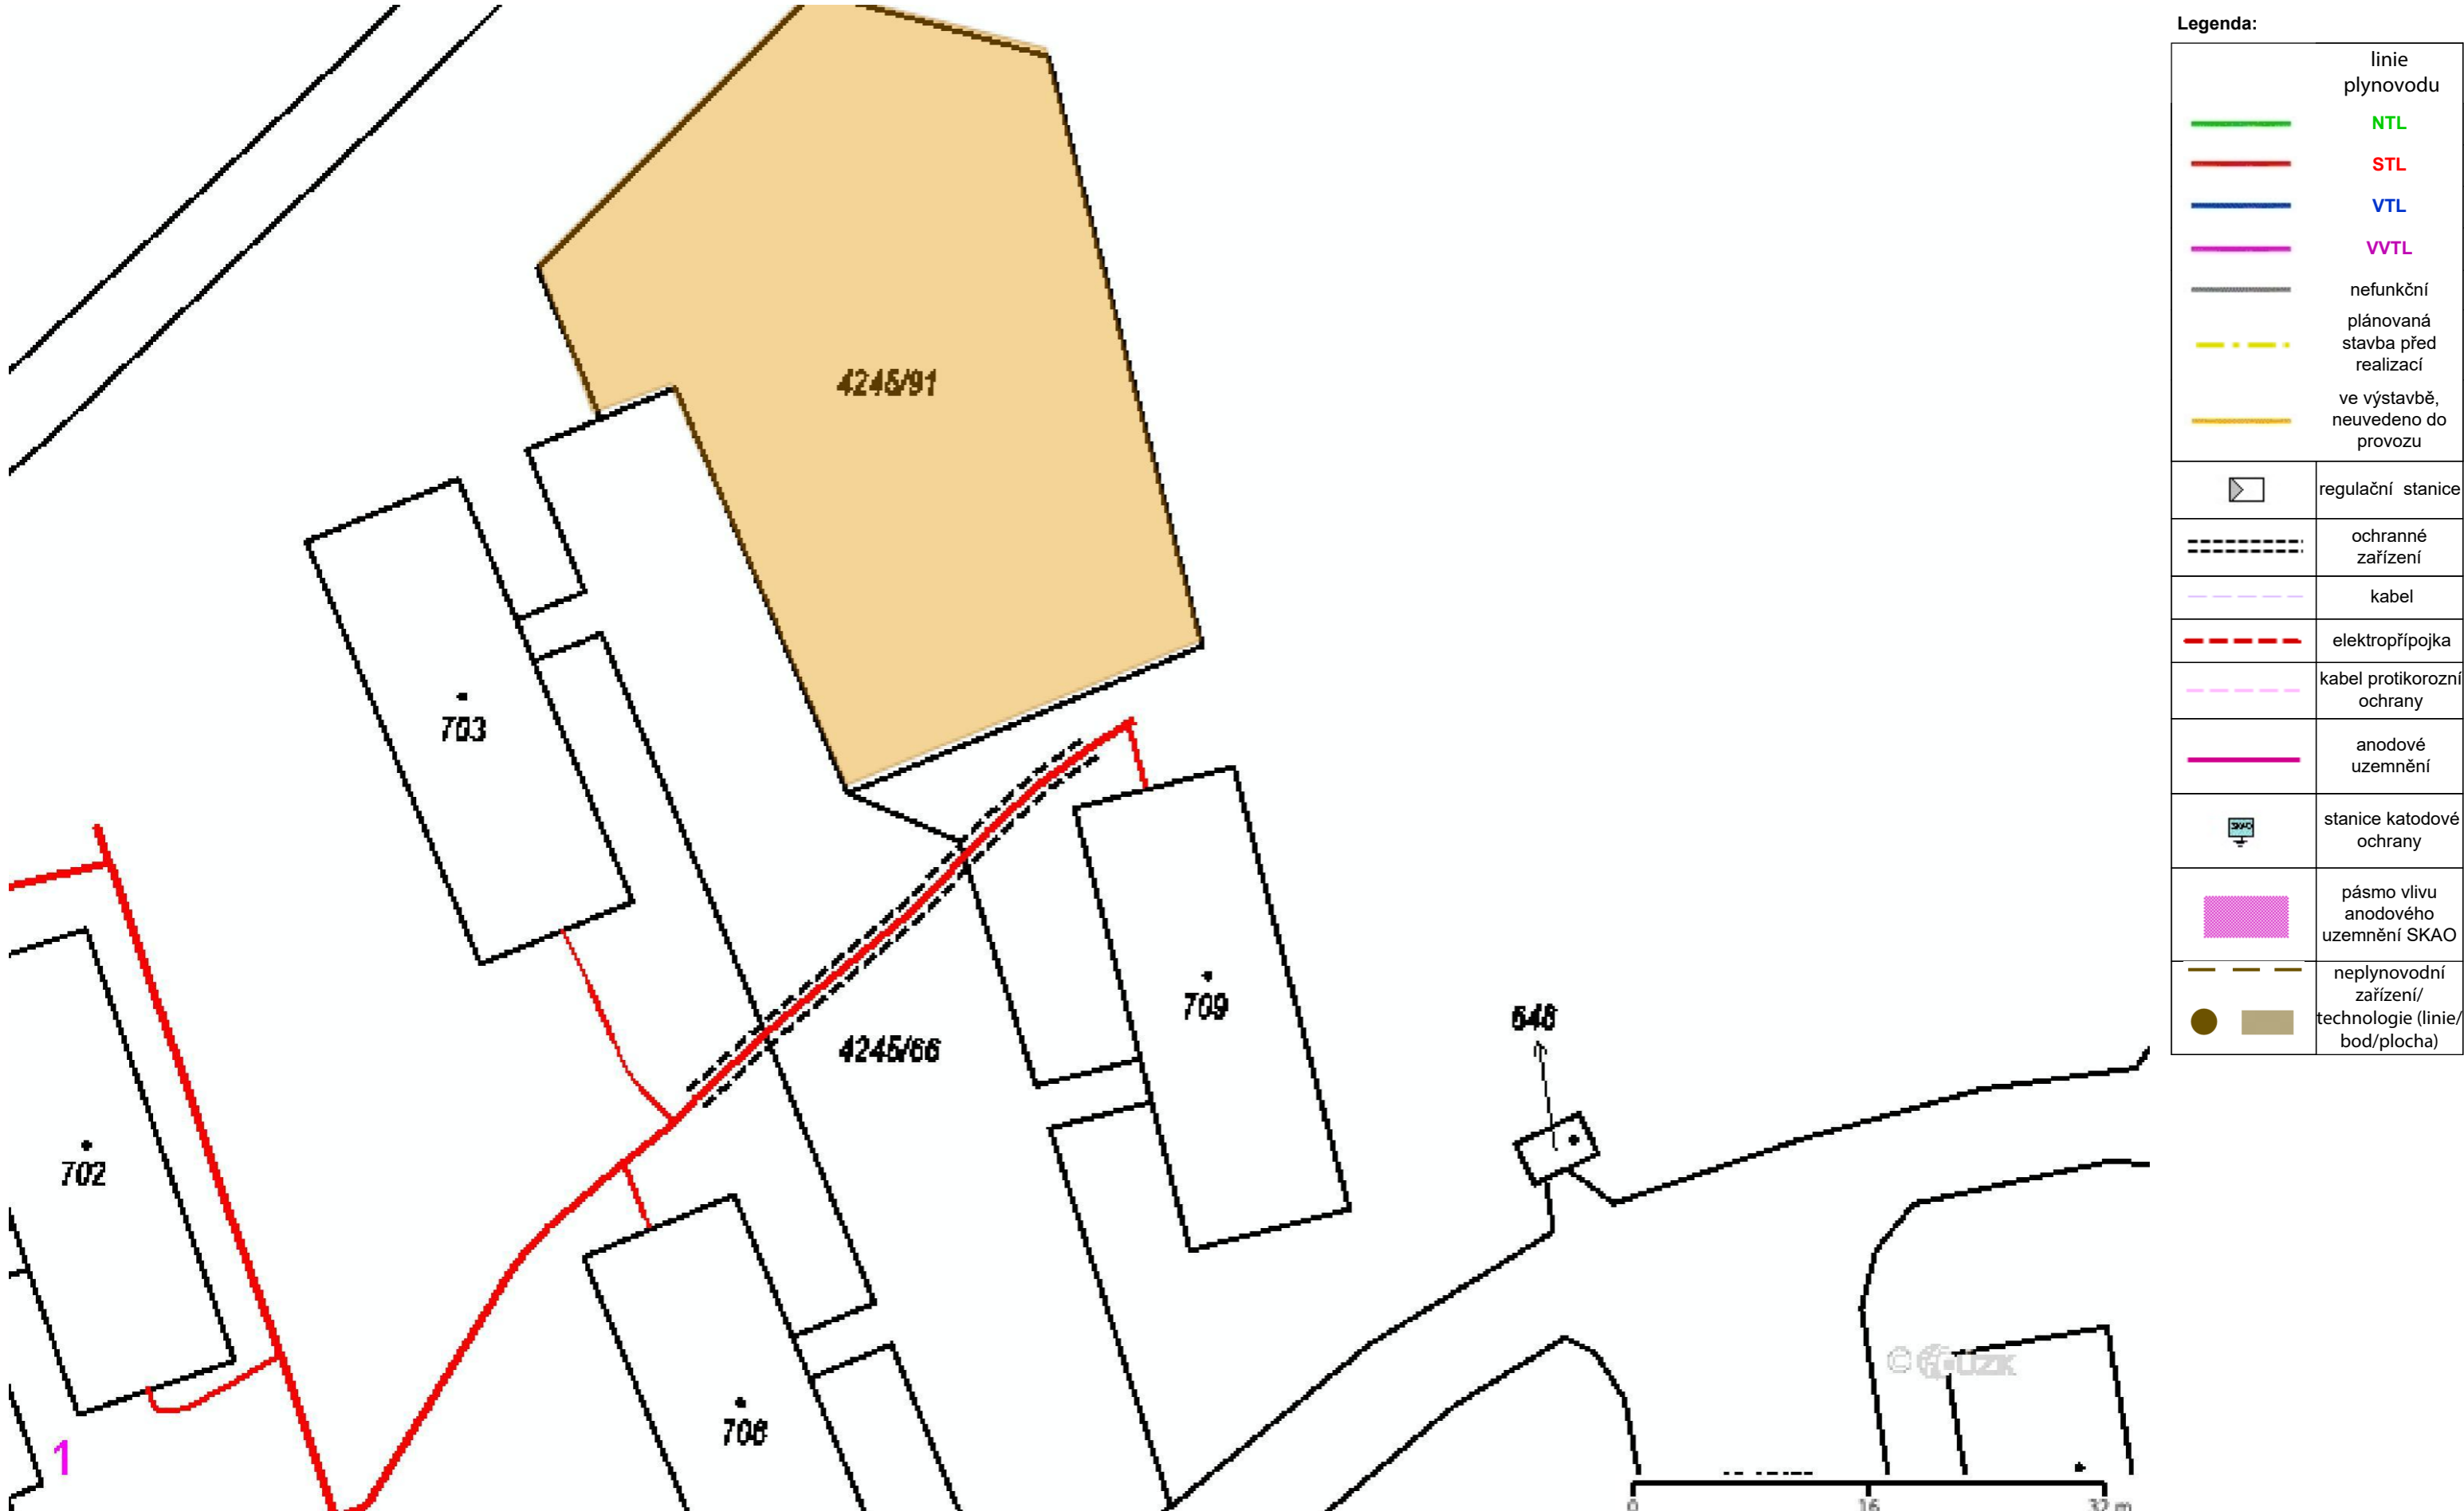 4245/91
703
709
4245/66
646
702
706
1
0 16 32 m
Legenda:
linie
plynovodu
NTL
STL
VTL
VVTL
nefunkční
plánovaná
stavba před
realizací
ve výstavbě,
neuvedeno do
provozu
regulační stanice
ochranné
zařízení
kabel
elektropřípojka
kabel protikorozní
ochrany
anodové
uzemnění
SKAO
stanice katodové
ochrany
pásmo vlivu
anodového
uzemnění SKAO
neplynovodní
zařízení/
technologie (linie/
bod/plocha)